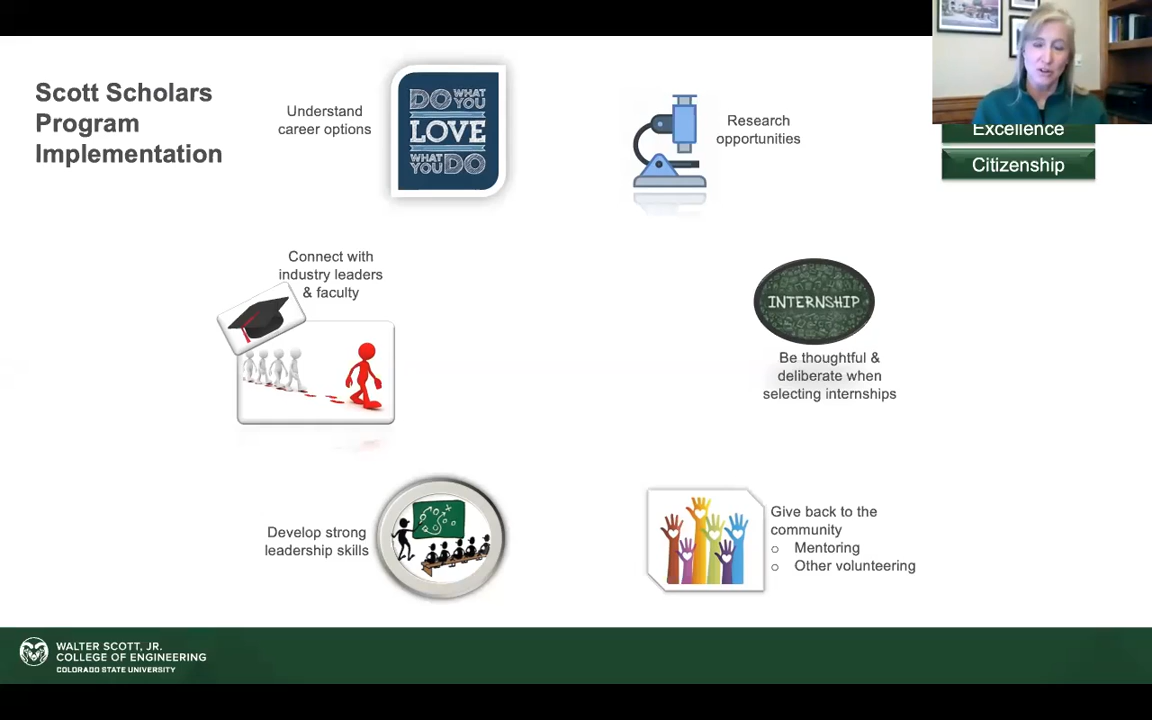 Scott Scholars
Program
Implementation
Understand
career options
DO WHAT YOU
LOVE
WHAT YOU DO
Research
opportunities
Excellence
Citizenship
Connect with
industry leaders
& faculty
INTERNSHIP
Be thoughtful &
deliberate when
selecting internships
Develop strong
leadership skills
Give back to the
community
o Mentoring
o Other volunteering
WALTER SCOTT, JR.
COLLEGE OF ENGINEERING
COLORADO STATE UNIVERSITY